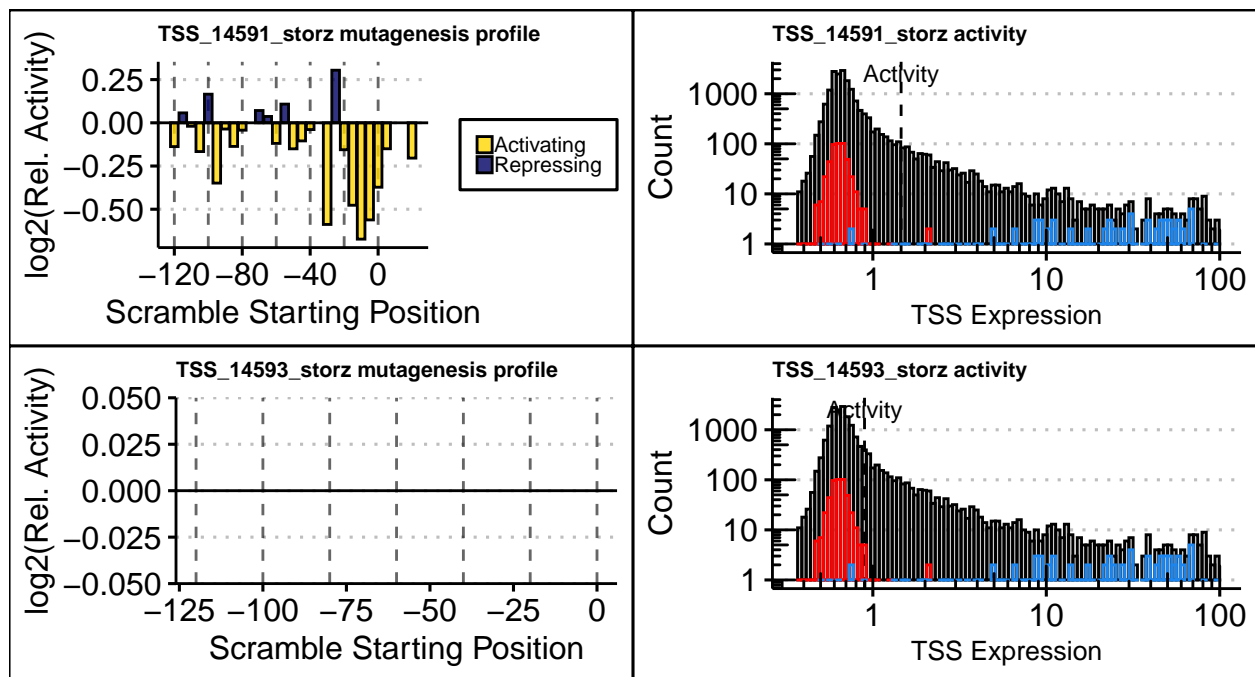 TSS_14591_storz mutagenesis profile
log2(Rel. Activity)
0.25
0.00
−0.25
−0.50
−120
−80
−40
0
Scramble Starting Position
Activating
Repressing
TSS_14591_storz activity
Activity
Count
1000
100
10
1
1
10
100
TSS Expression
TSS_14593_storz mutagenesis profile
log2(Rel. Activity)
0.050
0.025
0.000
−0.025
−0.050
−125
−100
−75
−50
−25
0
Scramble Starting Position
TSS_14593_storz activity
Activity
Count
1000
100
10
1
1
10
100
TSS Expression